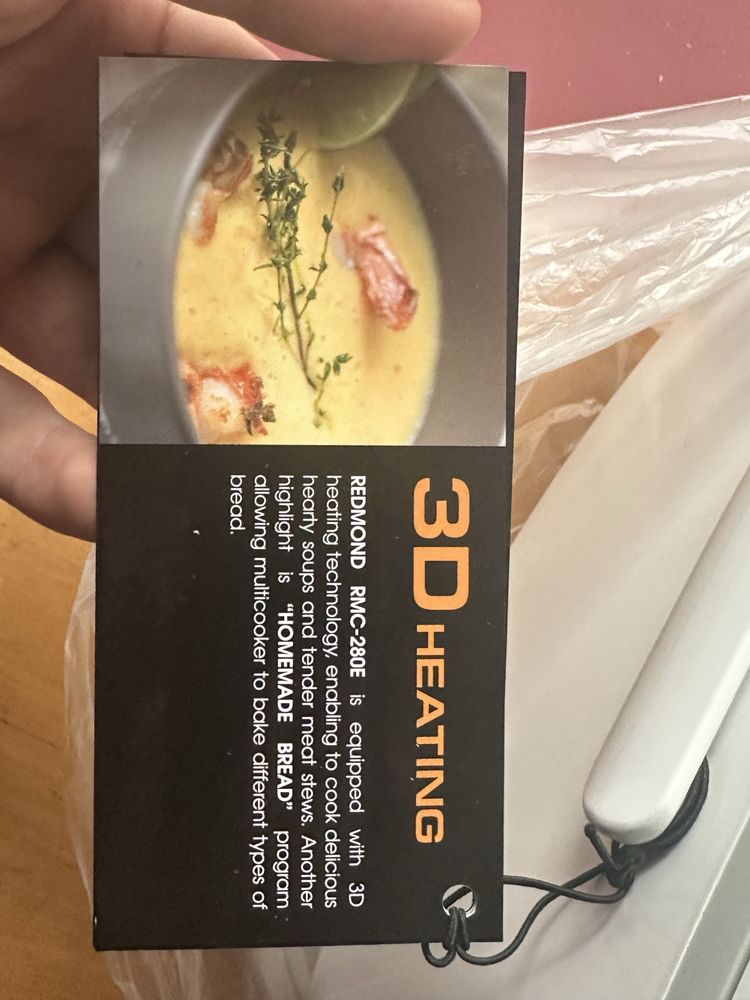 3D HEATING
REDMOND RMC-280E is equipped with 3D
heating technology, enabling to cook delicious
hearty soups and tender meat stews. Another
highlight is “HOMEMADE BREAD” program
allowing multicooker to bake different types of
bread.